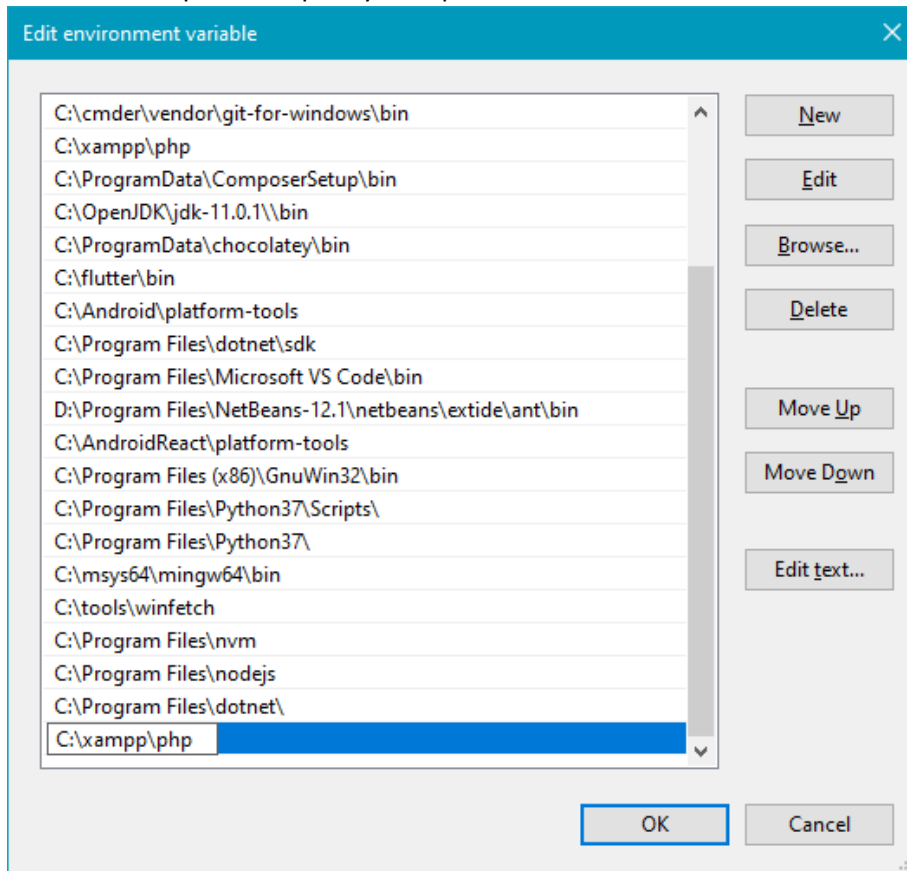 Edit environment variable
C:\cmder\vendor\git-for-windows\bin
C:\xampp\php
C:\ProgramData\ComposerSetup\bin
C:\OpenJDK\jdk-11.0.1\\bin
C:\ProgramData\chocolatey\bin
C:\flutter\bin
C:\Android\platform-tools
C:\Program Files\dotnet\sdk
C:\Program Files\Microsoft VS Code\bin
D:\Program Files\NetBeans-12.1\netbeans\extide\ant\bin
C:\AndroidReact\platform-tools
C:\Program Files (x86)\GnuWin32\bin
C:\Program Files\Python37\Scripts\
C:\Program Files\Python37\
C:\msys64\mingw64\bin
C:\tools\winfetch
C:\Program Files\nvm
C:\Program Files\nodejs
C:\Program Files\dotnet\
C:\xampp\php
New
Edit
Browse...
Delete
Move Up
Move Down
Edit text...
OK
Cancel